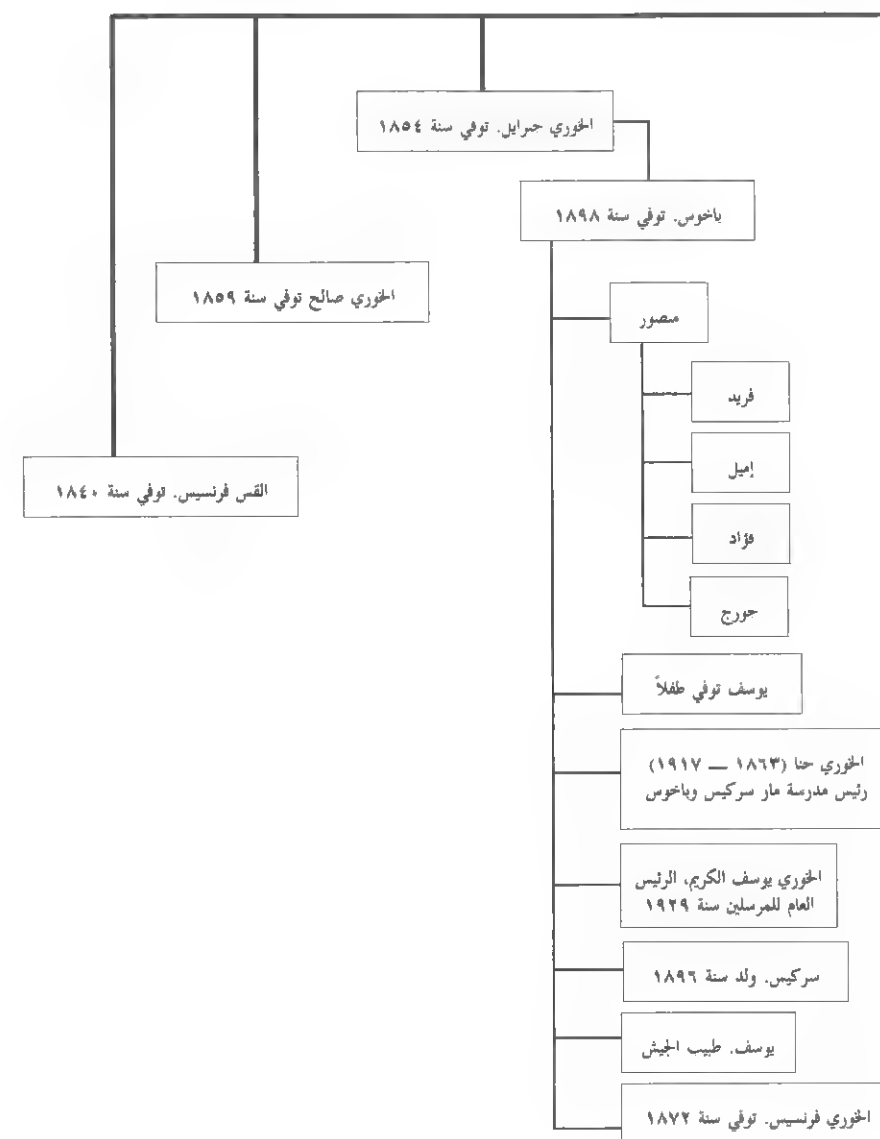 الخوري جبرايل. توفي سنة ١٨٥٤
ياخوس. توفي سنة ١٨٩٨
الخوري صالح توفي سنة ١٨٥٩
منصور
فريد
إميل
القس فرنسيس. توفي سنة ١٨٤٠
فؤاد
جورج
يوسف توفي طفلاً
الخوري حنا (١٨٦٣ — ١٩١٧)
رئيس مدرسة مار سركيس وباخوس
الخوري يوسف الكريم، الرئيس
العام للمرسلين سنة ١٩٢٩
سركيس. ولد سنة ١٨٩٦
يوسف. طبيب الجيش
الخوري فرنسيس. توفي سنة ١٨٧٢